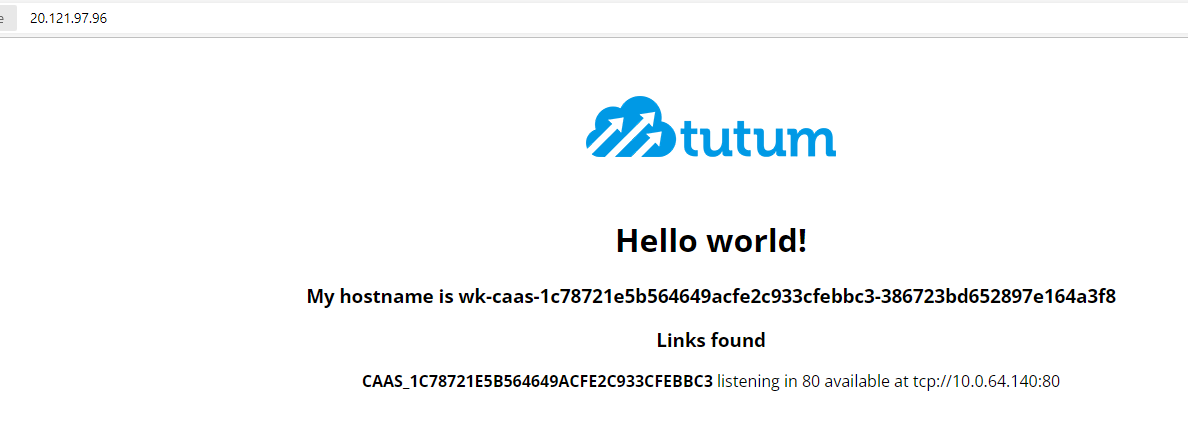 e 20.121.97.96
tutum
Hello world!
My hostname is wk-caas-1c78721e5b564649acfe2c933cfebbc3-386723bd652897e164a3f8
Links found
CAAS_1C78721E5B564649ACFE2C933CFEBBC3 listening in 80 available at tcp://10.0.64.140:80